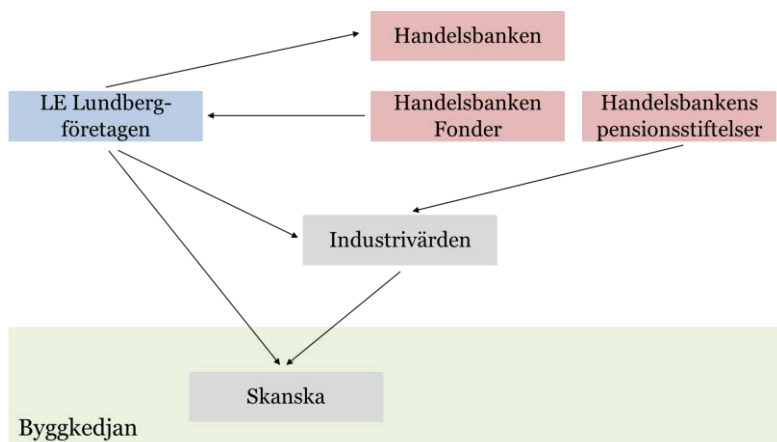 Handelsbanken
LE Lundberg-
företagen
Handelsbanken
Fonder
Handelsbankens
pensionsstiftelser
Industrivärden
Skanska
Byggkedjan